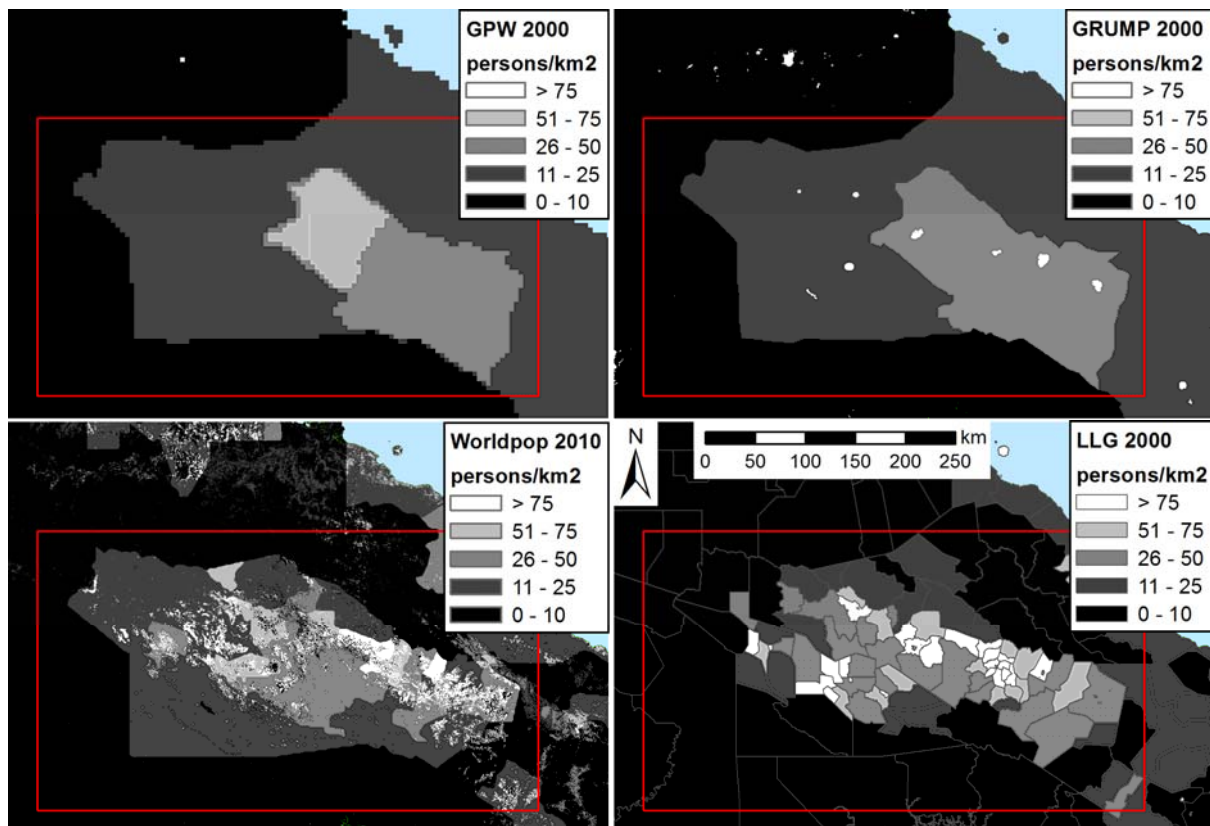 GPW 2000
persons/km2
> 75
51 - 75
26 - 50
11 - 25
0 - 10
GRUMP 2000
persons/km2
> 75
51 - 75
26 - 50
11 - 25
0 - 10
Worldpop 2010
persons/km2
> 75
51 - 75
26 - 50
11 - 25
0 - 10
N
km
0 50 100 150 200 250
LLG 2000
persons/km2
> 75
51 - 75
26 - 50
11 - 25
0 - 10